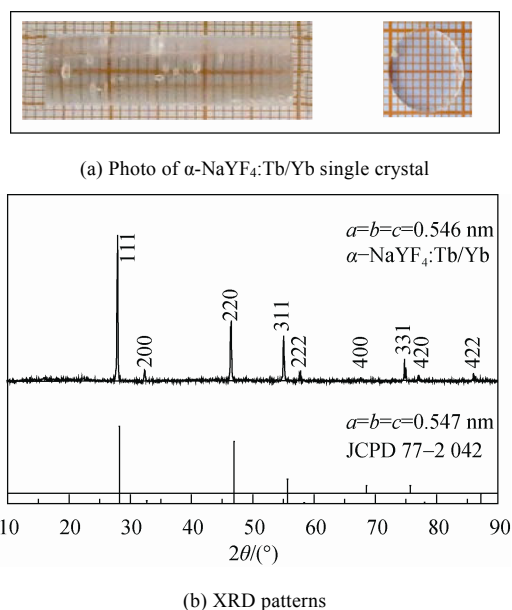 (a) Photo of α-NaYF₄:Tb/Yb single crystal
a=b=c=0.546 nm
α−NaYF₄:Tb/Yb
111
200
220
311
222
400
331
420
422
a=b=c=0.547 nm
JCPD 77–2 042
10 20 30 40 50 60 70 80 90
2θ/(°)
(b) XRD patterns